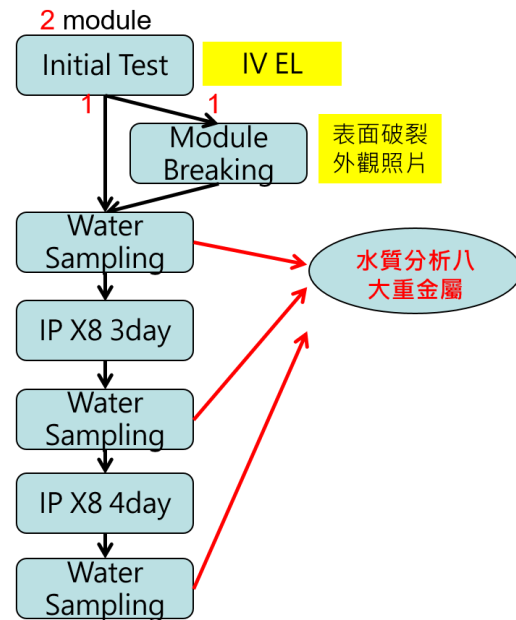 2 module
Initial Test
IV EL
1
1
Module
Breaking
表面破裂
外觀照片
Water
Sampling
水質分析八
大重金屬
IP X8 3day
Water
Sampling
IP X8 4day
Water
Sampling